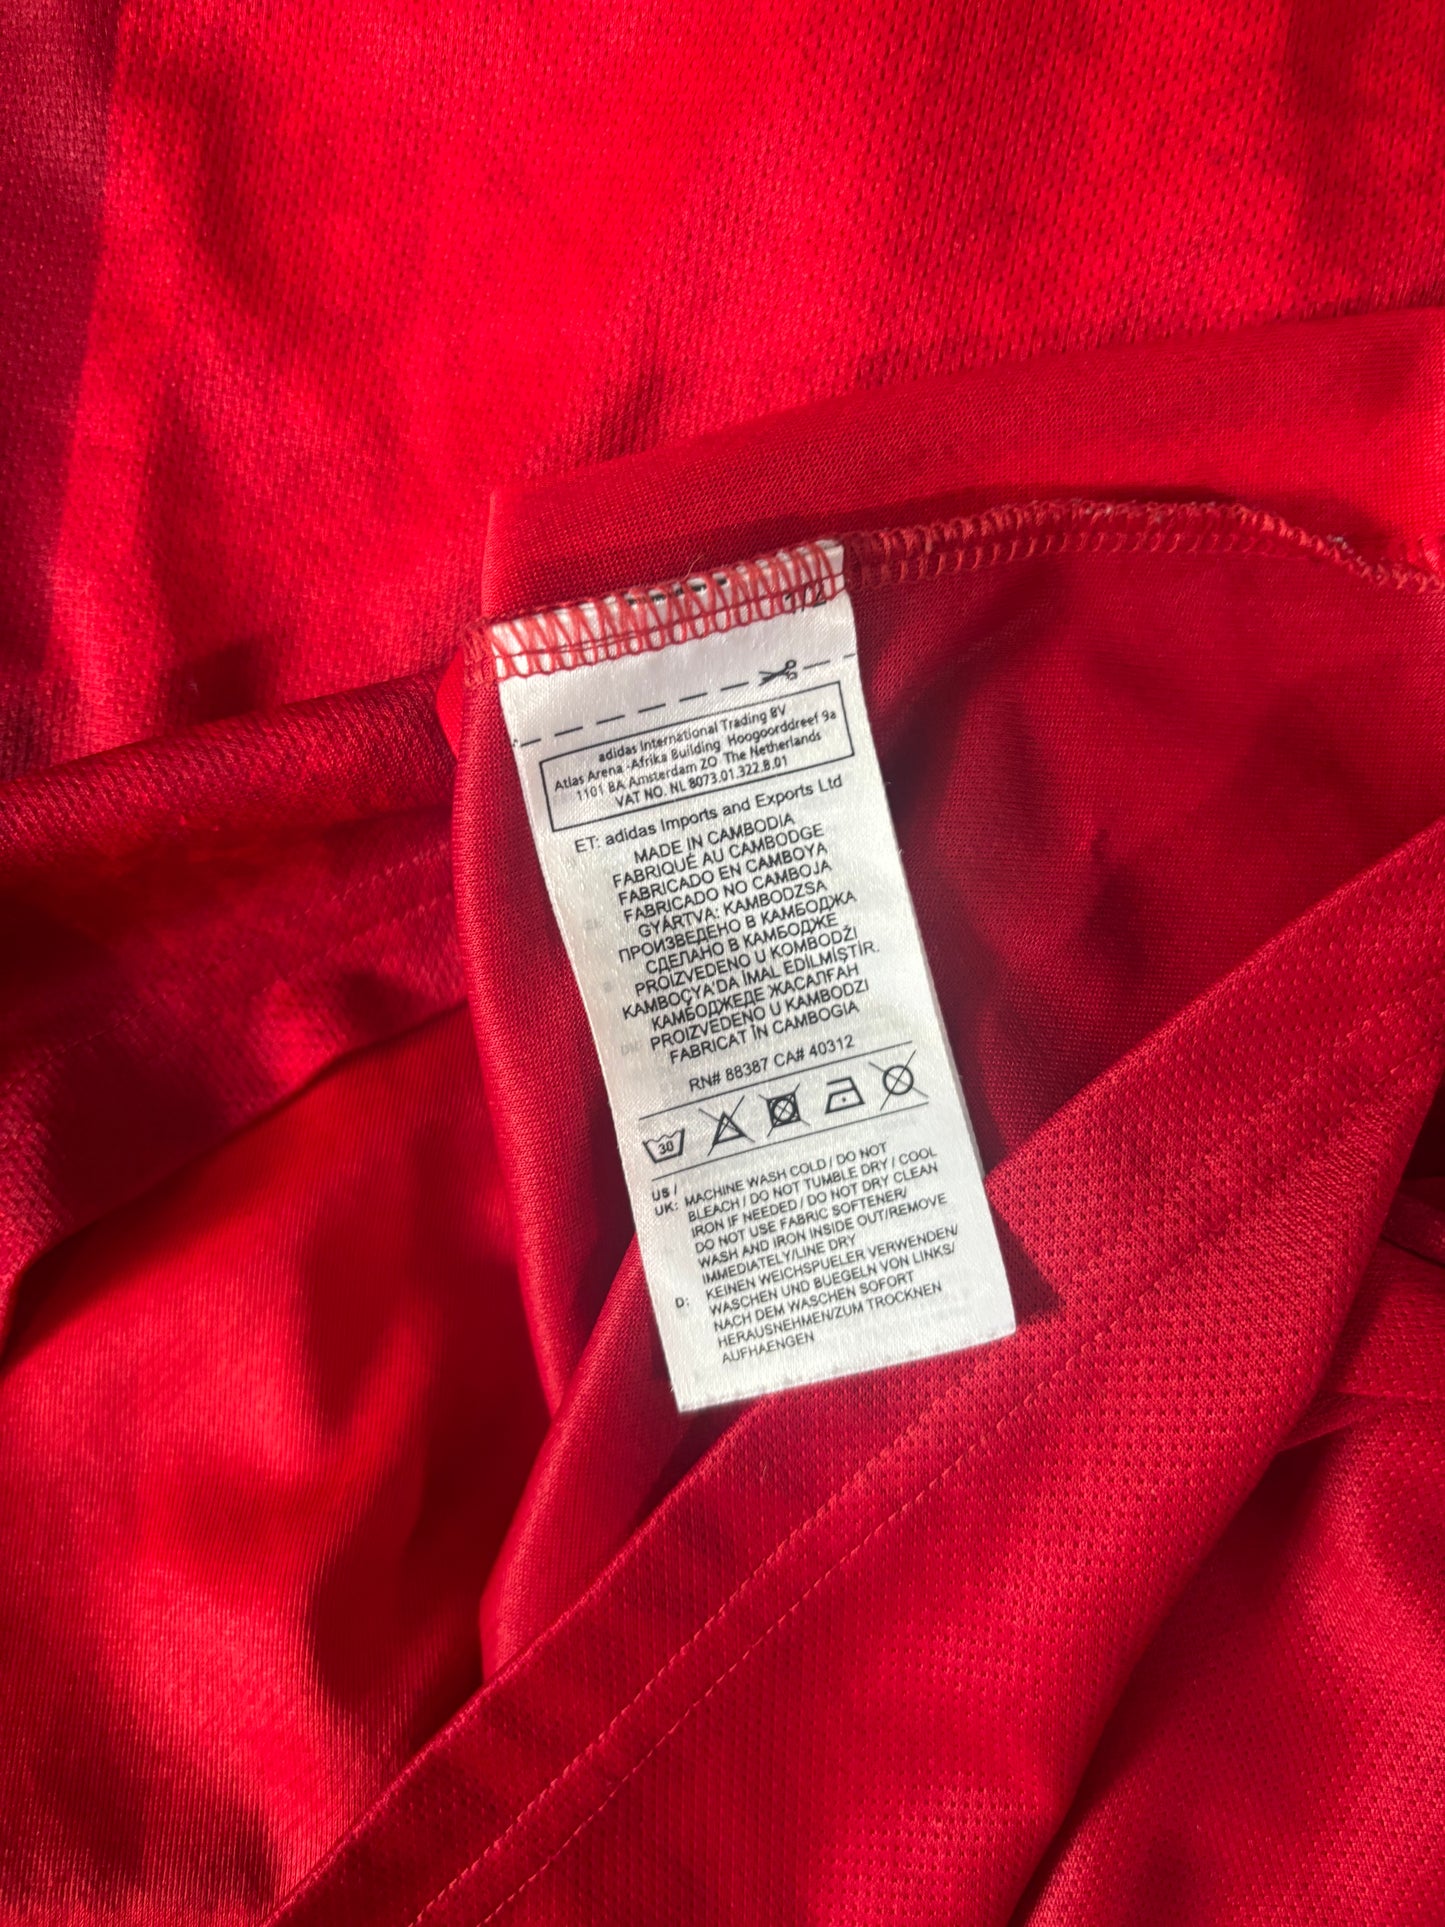 adidas International Trading BV
Atlas Arena -Afrika Building Hoogoorddreef 9a
1101 BA Amsterdam ZO The Netherlands
VAT NO. NL 8073.01.322.B.01
ET: adidas Imports and Exports Ltd
MADE IN CAMBODIA
FABRIQUÉ AU CAMBODGE
FABRICADO EN CAMBOYA
FABRICADO NO CAMBOJA
GYÁRTVA: KAMBODZSA
ПРОИЗВЕДЕНО В КАМБОДЖА
СДЕЛАНО В КАМБОДЖЕ
PROIZVEDENO U KOMBODŽI
KAMBOÇYA'DA İMAL EDİLMİŞTİR.
КАМБОДЖЕДЕ ЖАСАЛҒАН
PROIZVEDENO U KAMBODZI
FABRICAT ÎN CAMBOGIA
RN# 88387 CA# 40312
30
US / UK: MACHINE WASH COLD / DO NOT
BLEACH / DO NOT TUMBLE DRY / COOL
IRON IF NEEDED / DO NOT DRY CLEAN
DO NOT USE FABRIC SOFTENER/
WASH AND IRON INSIDE OUT/REMOVE
IMMEDIATELY/LINE DRY
D: KEINEN WEICHSPUELER VERWENDEN/
WASCHEN UND BUEGELN VON LINKS/
NACH DEM WASCHEN SOFORT
HERAUSNEHMEN/ZUM TROCKNEN
AUFHAENGEN